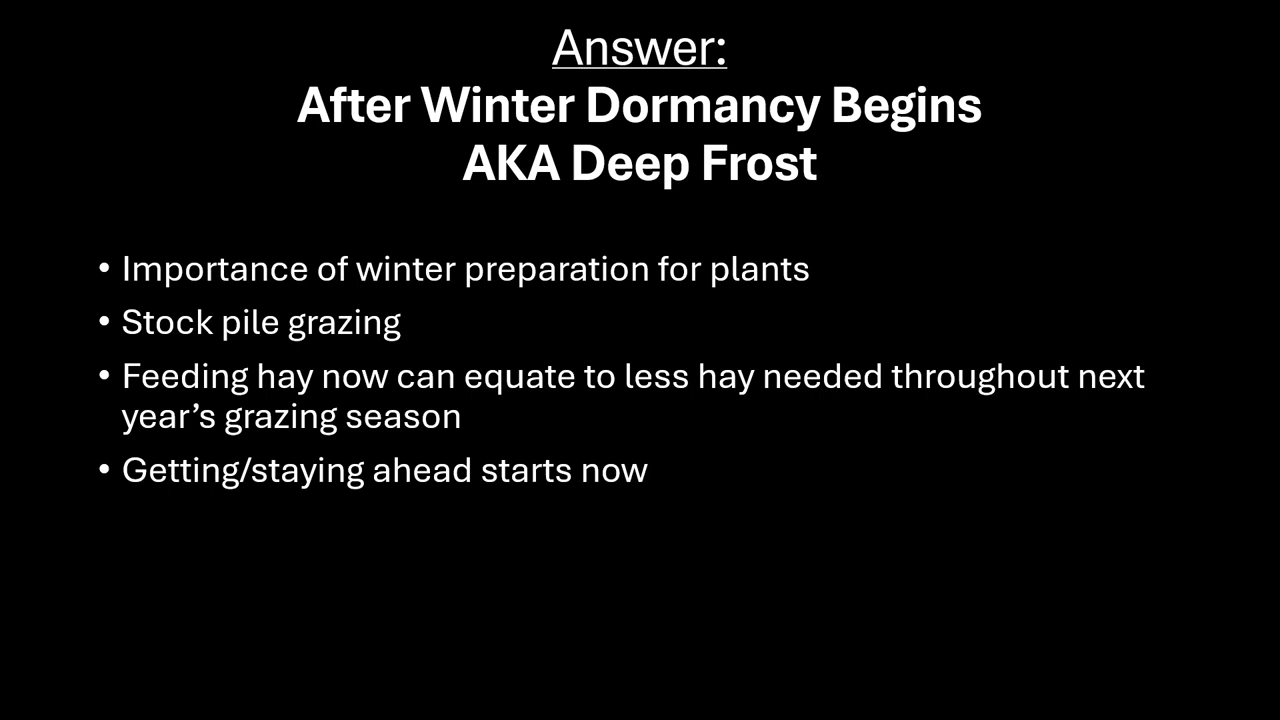 Answer:
After Winter Dormancy Begins
AKA Deep Frost
• Importance of winter preparation for plants
• Stock pile grazing
• Feeding hay now can equate to less hay needed throughout next
year’s grazing season
• Getting/staying ahead starts now